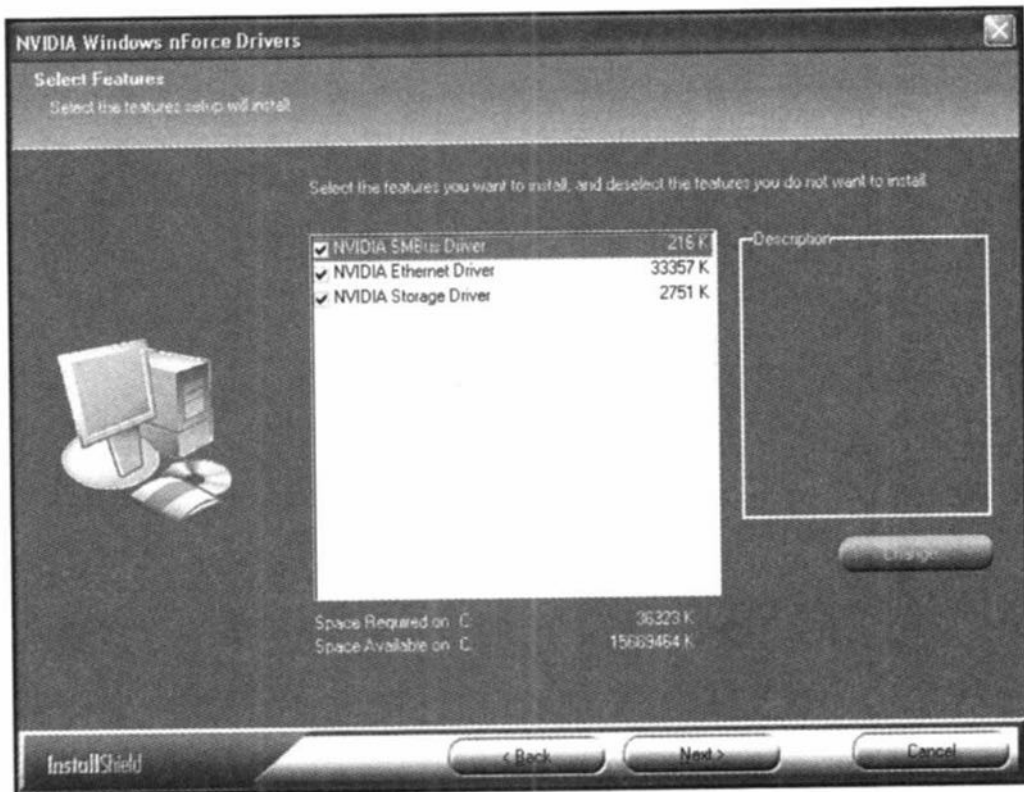 NVIDIA Windows nForce Drivers
Select Features
Select the features setup will install.
Select the features you want to install, and deselect the features you do not want to install.
NVIDIA SMBus Driver 216 K
NVIDIA Ethernet Driver 33357 K
NVIDIA Storage Driver 2751 K
Description
Change...
Space Required on C: 36323 K
Space Available on C: 15669464 K
InstallShield
< Back
Next >
Cancel